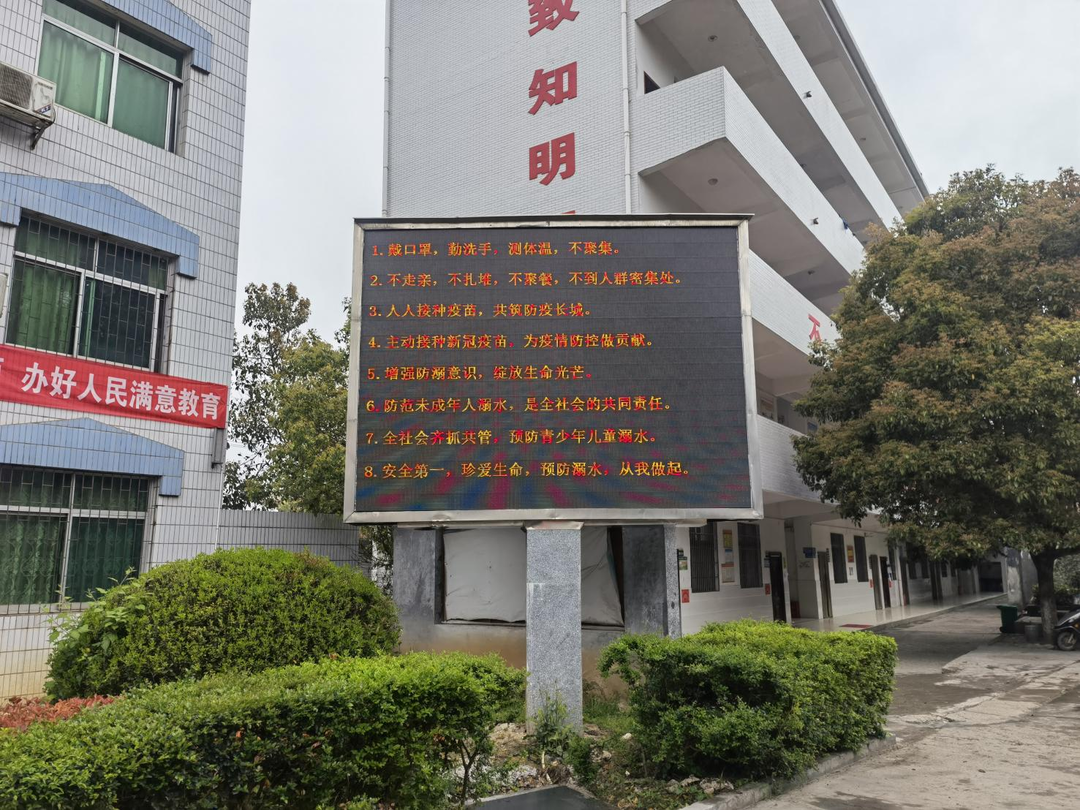 致知明
1.戴口罩，勤洗手，测体温，不聚集。
2.不走亲，不扎堆，不聚餐，不到人群密集处。
3.人人接种疫苗，共筑防疫长城。
4.主动接种新冠疫苗，为疫情防控做贡献。
5.增强防溺意识，绽放生命光芒。
6.防范未成年人溺水，是全社会的共同责任。
7.全社会齐抓共管，预防青少年儿童溺水。
8.安全第一，珍爱生命，预防溺水，从我做起。
办好人民满意教育